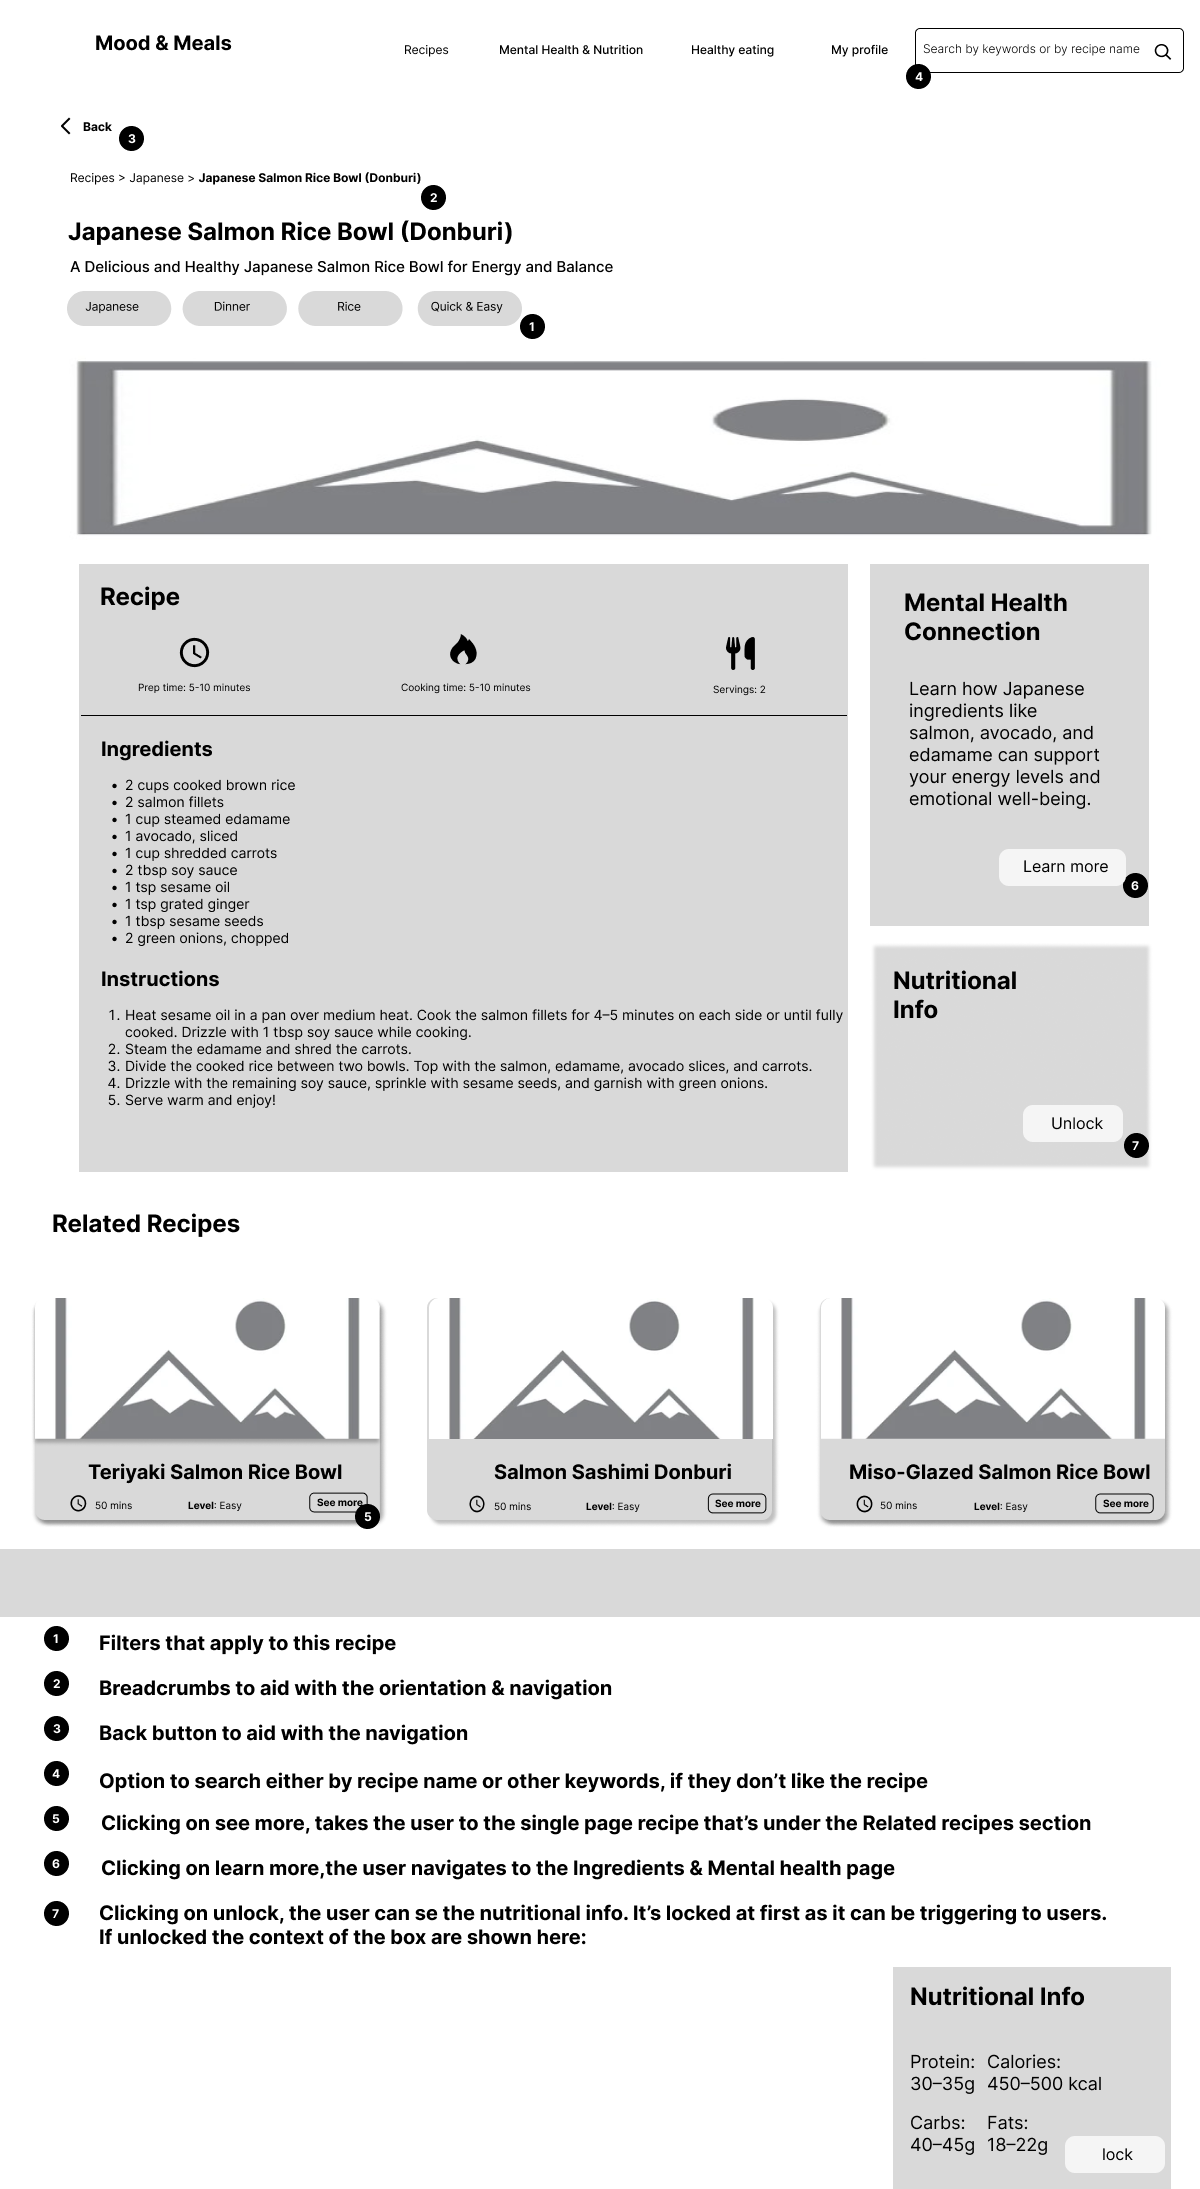 Mood & Meals
Recipes
Mental Health & Nutrition
Healthy eating
My profile
Search by keywords or by recipe name
4
Back
3
Recipes > Japanese > Japanese Salmon Rice Bowl (Donburi)
2
Japanese Salmon Rice Bowl (Donburi)
A Delicious and Healthy Japanese Salmon Rice Bowl for Energy and Balance
Japanese
Dinner
Rice
Quick & Easy
1
Recipe
Prep time: 5-10 minutes
Cooking time: 5-10 minutes
Servings: 2
Ingredients
• 2 cups cooked brown rice
• 2 salmon fillets
• 1 cup steamed edamame
• 1 avocado, sliced
• 1 cup shredded carrots
• 2 tbsp soy sauce
• 1 tsp sesame oil
• 1 tsp grated ginger
• 1 tbsp sesame seeds
• 2 green onions, chopped
Instructions
1. Heat sesame oil in a pan over medium heat. Cook the salmon fillets for 4–5 minutes on each side or until fully
cooked. Drizzle with 1 tbsp soy sauce while cooking.
2. Steam the edamame and shred the carrots.
3. Divide the cooked rice between two bowls. Top with the salmon, edamame, avocado slices, and carrots.
4. Drizzle with the remaining soy sauce, sprinkle with sesame seeds, and garnish with green onions.
5. Serve warm and enjoy!
Mental Health
Connection
Learn how Japanese
ingredients like
salmon, avocado, and
edamame can support
your energy levels and
emotional well-being.
Learn more
6
Nutritional
Info
Unlock
7
Related Recipes
Teriyaki Salmon Rice Bowl
50 mins
Level: Easy
See more
5
Salmon Sashimi Donburi
50 mins
Level: Easy
See more
Miso-Glazed Salmon Rice Bowl
50 mins
Level: Easy
See more
1 Filters that apply to this recipe
2 Breadcrumbs to aid with the orientation & navigation
3 Back button to aid with the navigation
4 Option to search either by recipe name or other keywords, if they don’t like the recipe
5 Clicking on see more, takes the user to the single page recipe that’s under the Related recipes section
6 Clicking on learn more,the user navigates to the Ingredients & Mental health page
7 Clicking on unlock, the user can se the nutritional info. It’s locked at first as it can be triggering to users.
If unlocked the context of the box are shown here:
Nutritional Info
Protein: Calories:
30–35g 450–500 kcal
Carbs: Fats:
40–45g 18–22g
lock